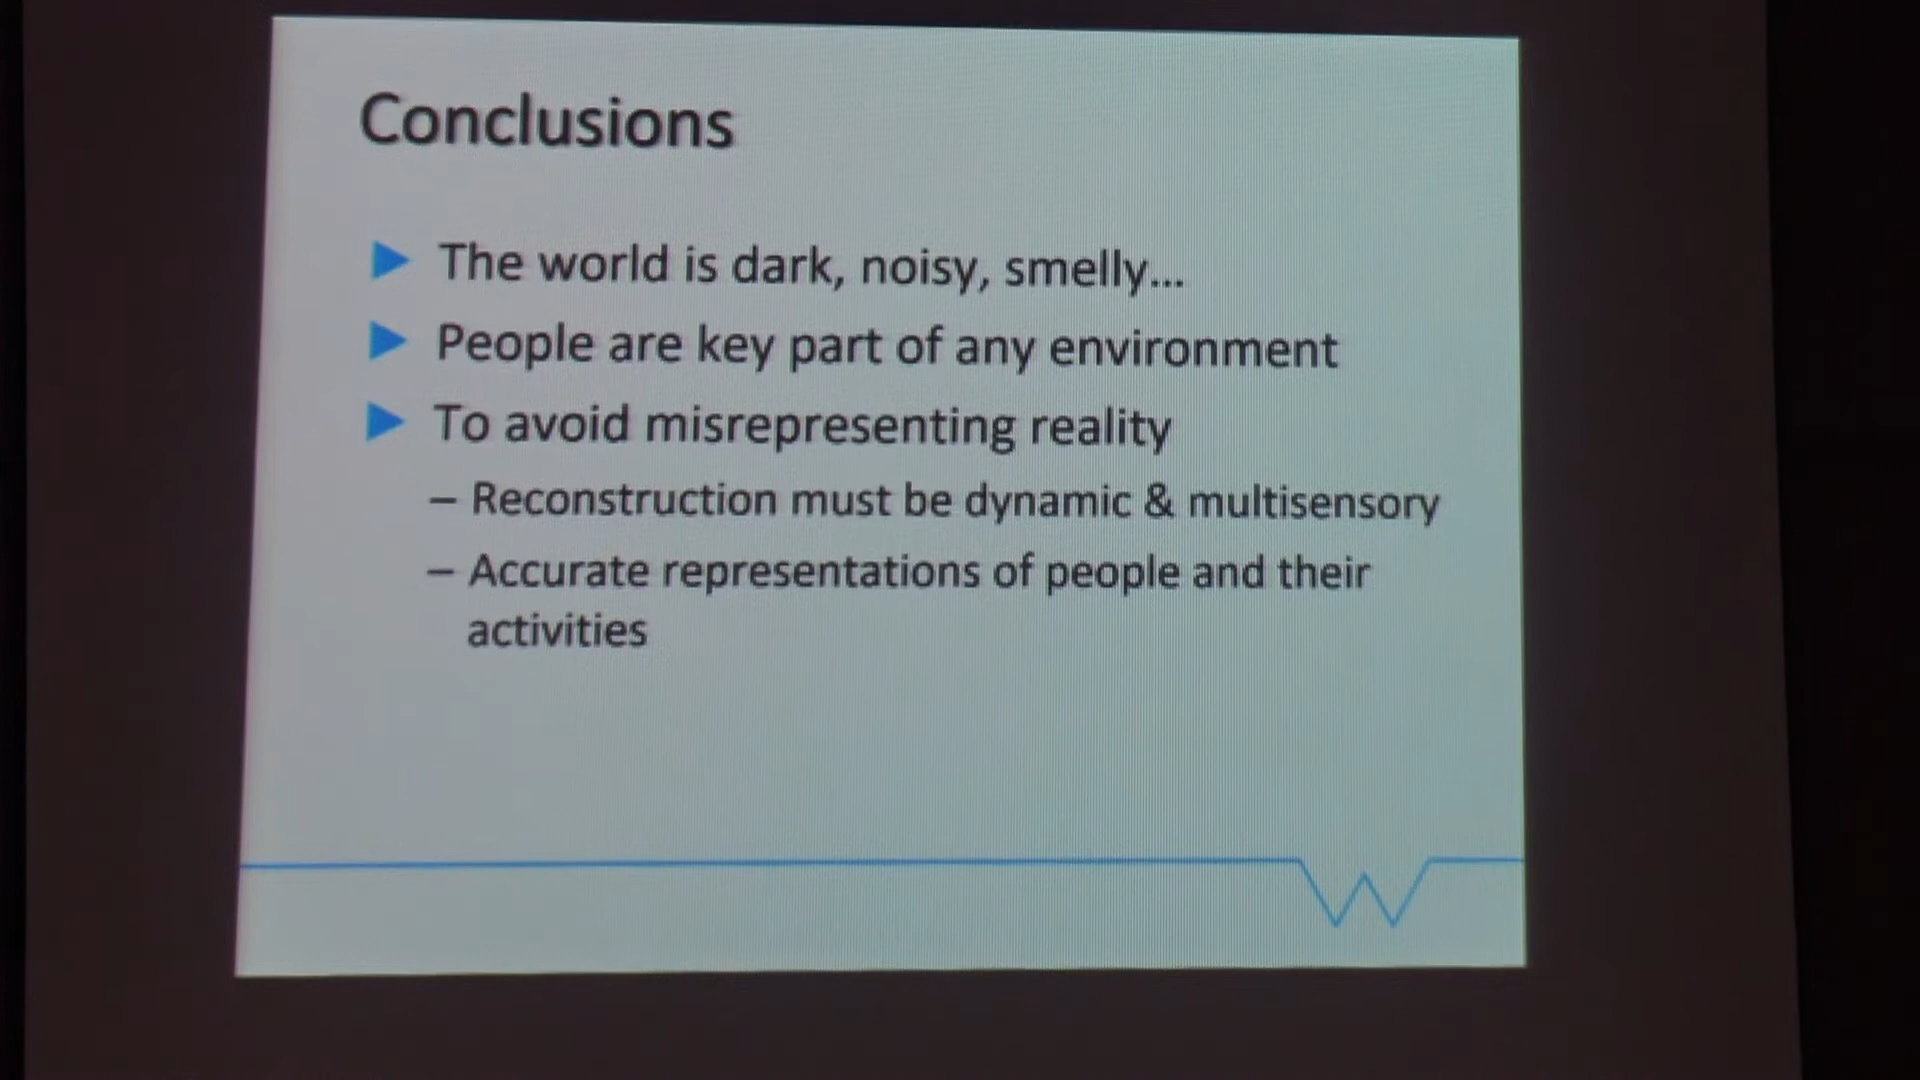 Conclusions
The world is dark, noisy, smelly...
People are key part of any environment
To avoid misrepresenting reality
– Reconstruction must be dynamic & multisensory
– Accurate representations of people and their
activities